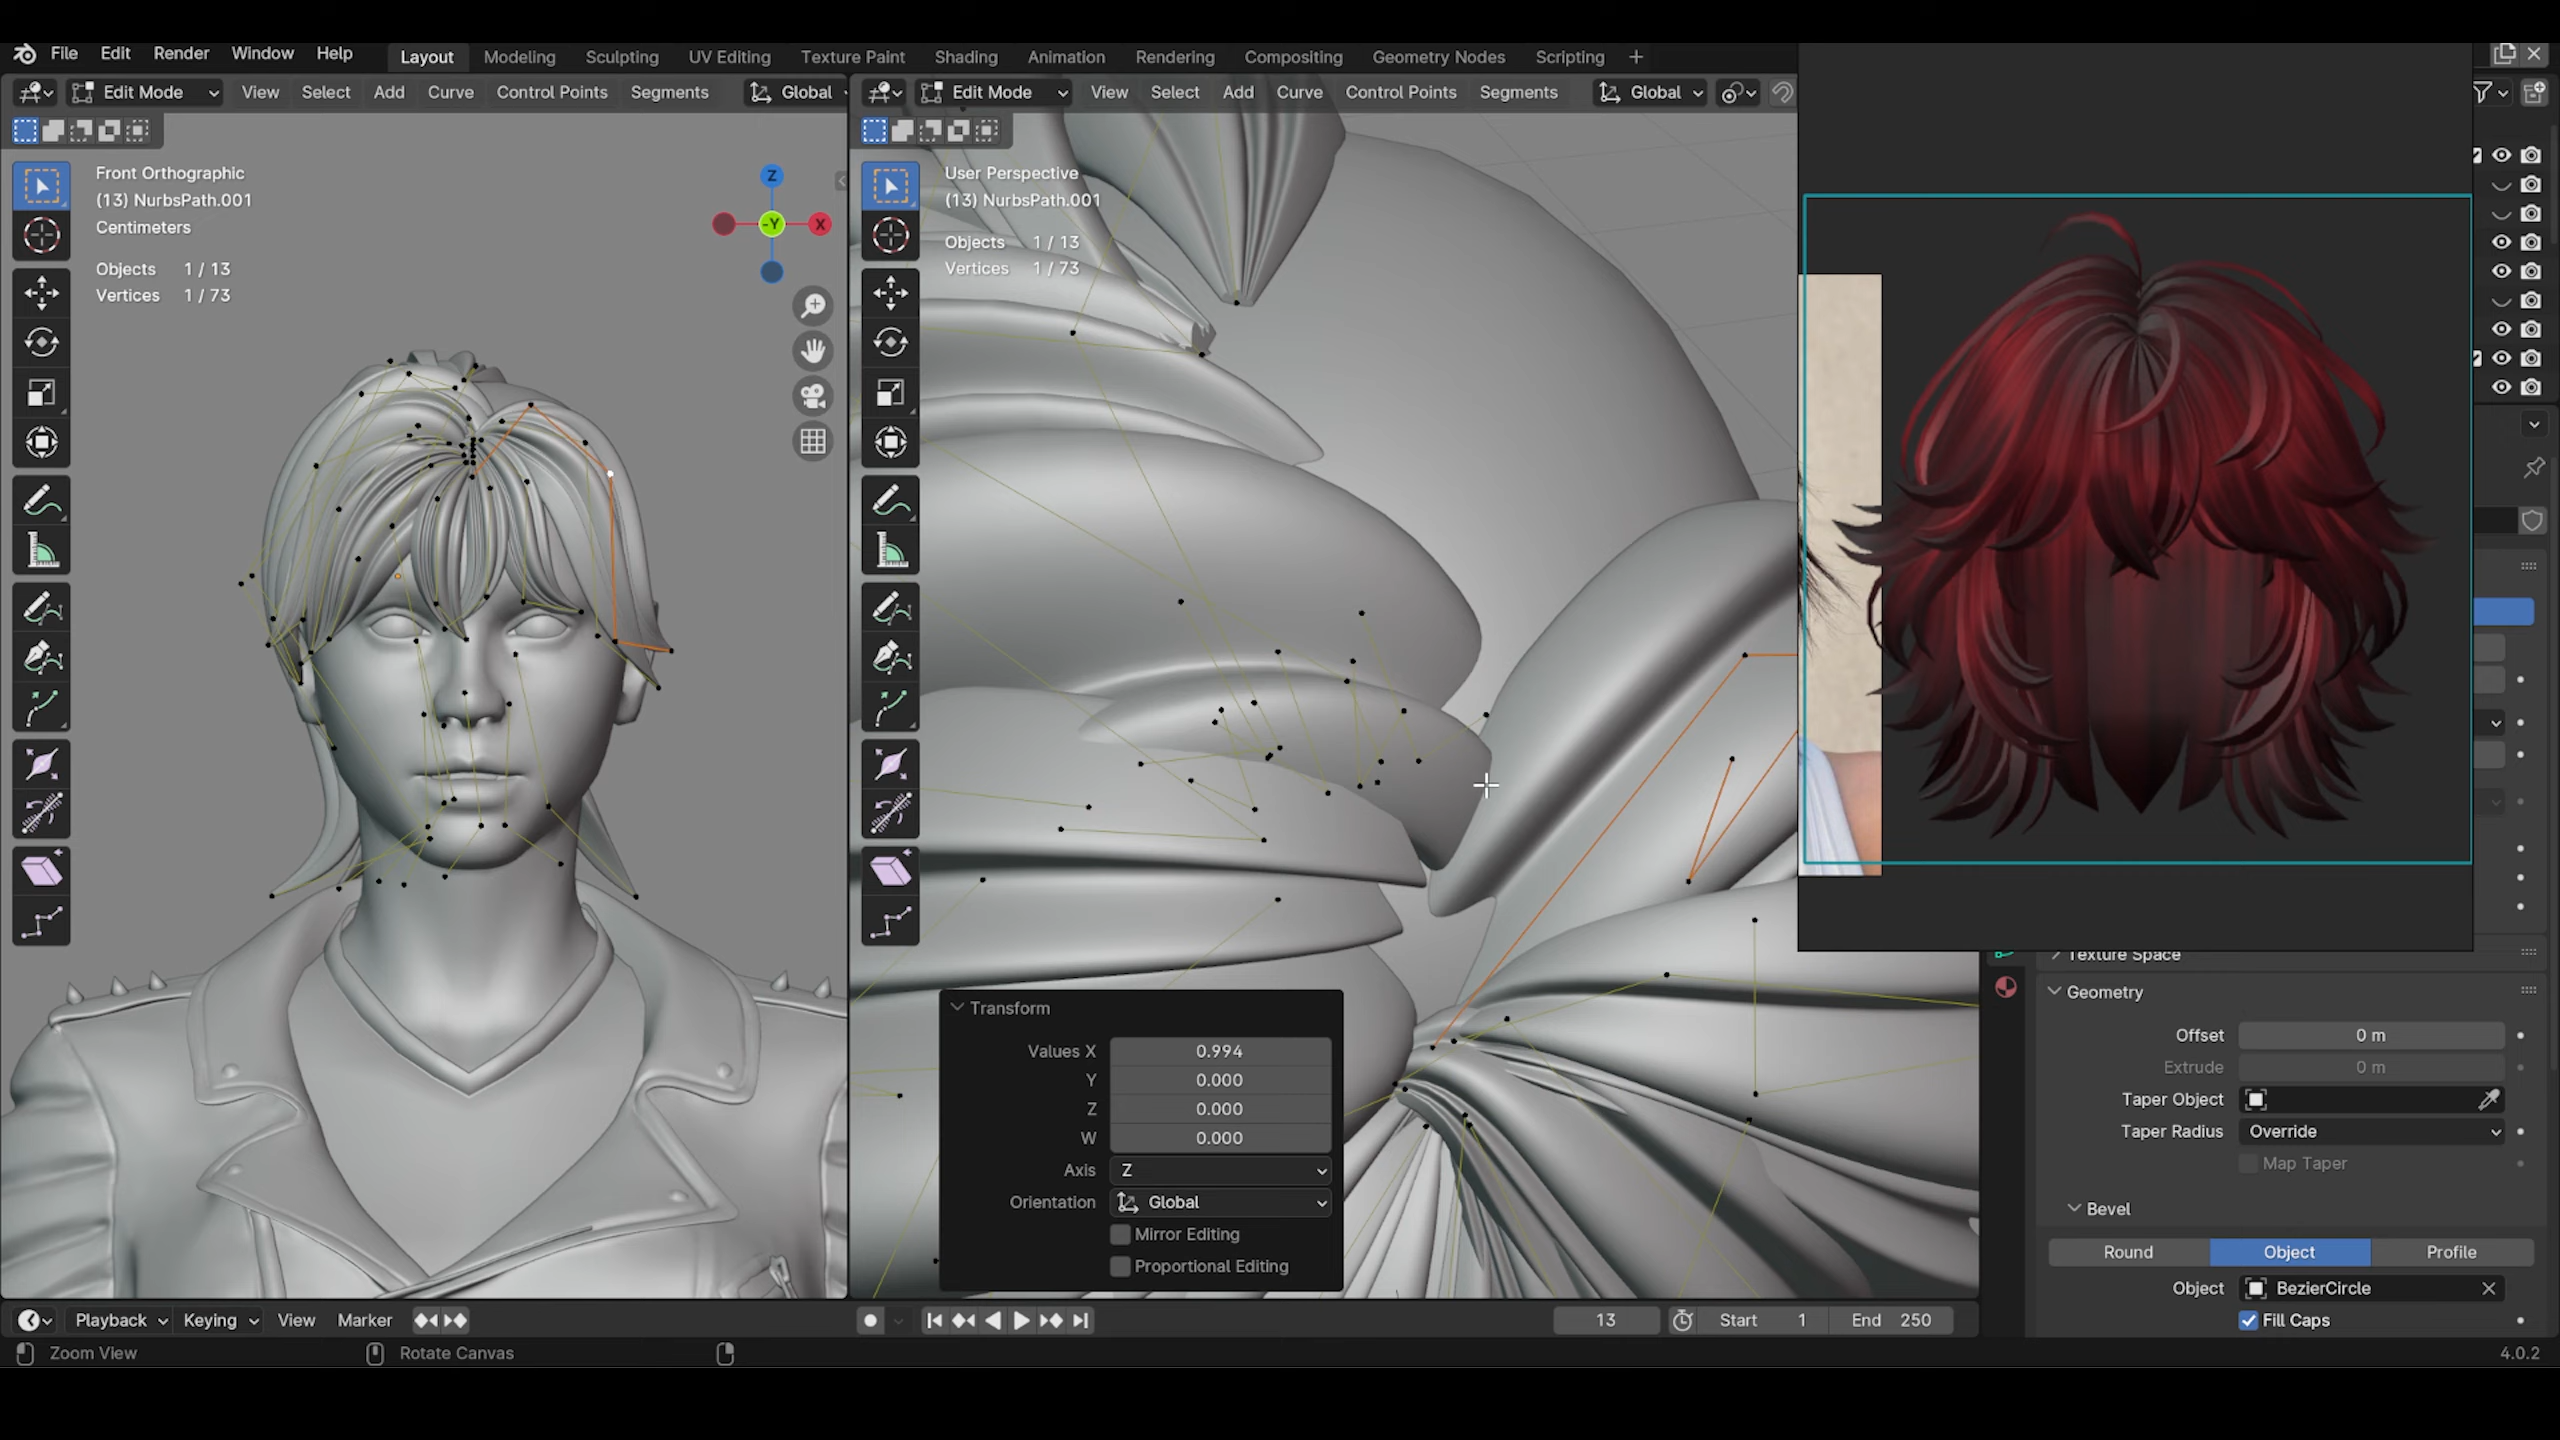 File Edit Render Window Help Layout Modeling Sculpting UV Editing Texture Paint Shading Animation Rendering Compositing Geometry Nodes Scripting +
Edit Mode View Select Add Curve Control Points Segments Global
Edit Mode View Select Add Curve Control Points Segments Global
Front Orthographic
(13) NurbsPath.001
Centimeters
Objects 1 / 13
Vertices 1 / 73
Z
-Y
X
User Perspective
(13) NurbsPath.001
Objects 1 / 13
Vertices 1 / 73
Transform
Values X 0.994
Y 0.000
Z 0.000
W 0.000
Axis Z
Orientation Global
Mirror Editing
Proportional Editing
Texture Space
Geometry
Offset 0 m
Extrude 0 m
Taper Object
Taper Radius Override
Map Taper
Bevel
Round Object Profile
Object BezierCircle
Fill Caps
Playback Keying View Marker
13 Start 1 End 250
Zoom View Rotate Canvas 4.0.2